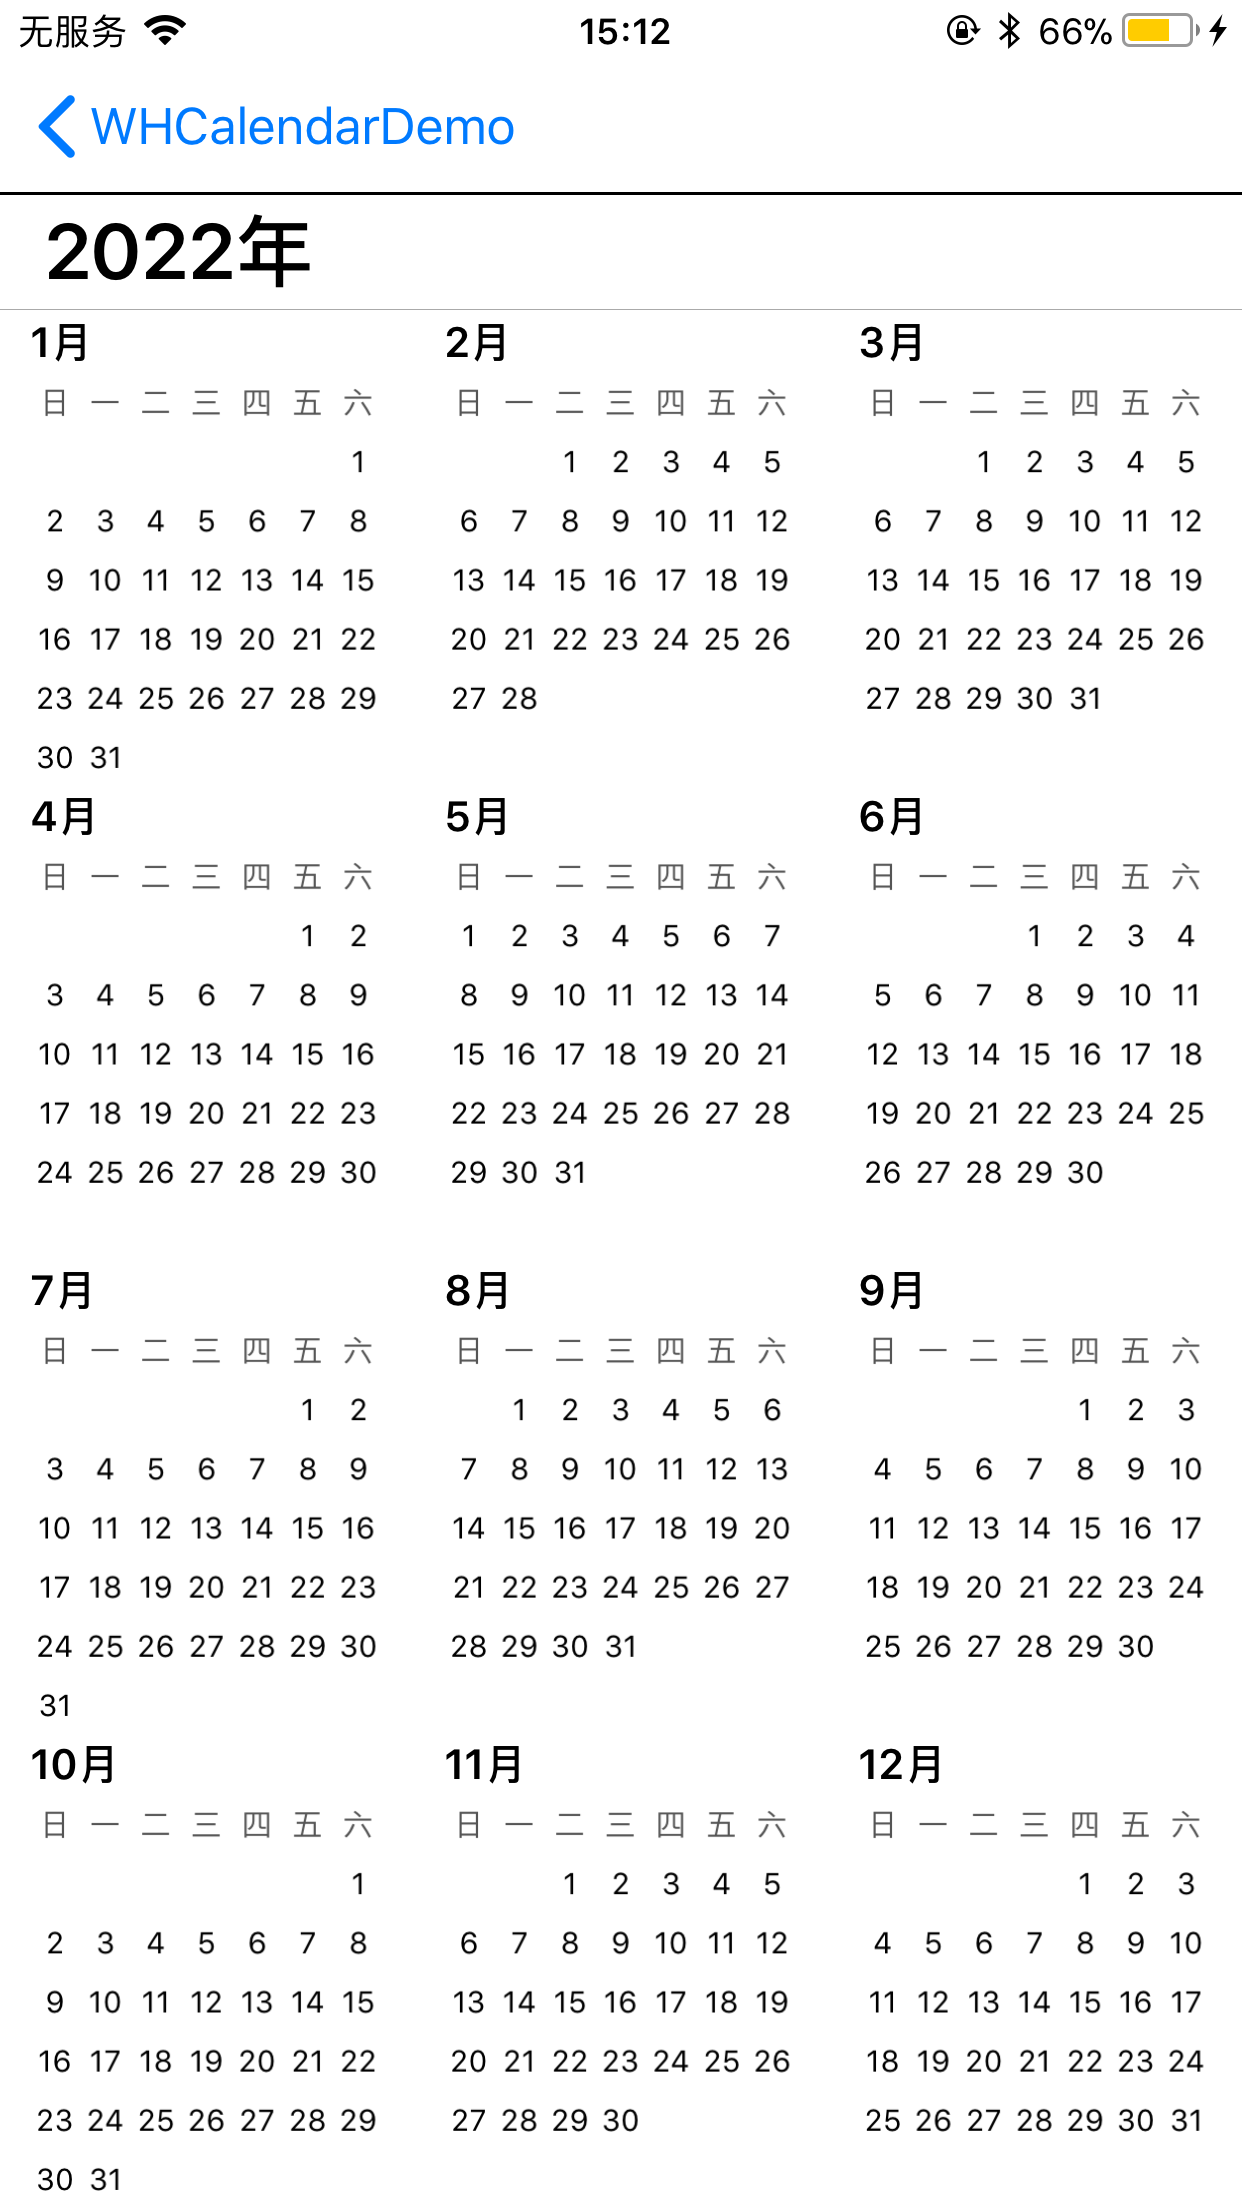 无服务 15:12 66%
WHCalendarDemo
2022年
1月 2月 3月
日 一 二 三 四 五 六 日 一 二 三 四 五 六 日 一 二 三 四 五 六
1 1 2 3 4 5 1 2 3 4 5
2 3 4 5 6 7 8 6 7 8 9 10 11 12 6 7 8 9 10 11 12
9 10 11 12 13 14 15 13 14 15 16 17 18 19 13 14 15 16 17 18 19
16 17 18 19 20 21 22 20 21 22 23 24 25 26 20 21 22 23 24 25 26
23 24 25 26 27 28 29 27 28 27 28 29 30 31
30 31
4月 5月 6月
日 一 二 三 四 五 六 日 一 二 三 四 五 六 日 一 二 三 四 五 六
1 2 1 2 3 4 5 6 7 1 2 3 4
3 4 5 6 7 8 9 8 9 10 11 12 13 14 5 6 7 8 9 10 11
10 11 12 13 14 15 16 15 16 17 18 19 20 21 12 13 14 15 16 17 18
17 18 19 20 21 22 23 22 23 24 25 26 27 28 19 20 21 22 23 24 25
24 25 26 27 28 29 30 29 30 31 26 27 28 29 30
7月 8月 9月
日 一 二 三 四 五 六 日 一 二 三 四 五 六 日 一 二 三 四 五 六
1 2 1 2 3 4 5 6 1 2 3
3 4 5 6 7 8 9 7 8 9 10 11 12 13 4 5 6 7 8 9 10
10 11 12 13 14 15 16 14 15 16 17 18 19 20 11 12 13 14 15 16 17
17 18 19 20 21 22 23 21 22 23 24 25 26 27 18 19 20 21 22 23 24
24 25 26 27 28 29 30 28 29 30 31 25 26 27 28 29 30
31
10月 11月 12月
日 一 二 三 四 五 六 日 一 二 三 四 五 六 日 一 二 三 四 五 六
1 1 2 3 4 5 1 2 3
2 3 4 5 6 7 8 6 7 8 9 10 11 12 4 5 6 7 8 9 10
9 10 11 12 13 14 15 13 14 15 16 17 18 19 11 12 13 14 15 16 17
16 17 18 19 20 21 22 20 21 22 23 24 25 26 18 19 20 21 22 23 24
23 24 25 26 27 28 29 27 28 29 30 25 26 27 28 29 30 31
30 31